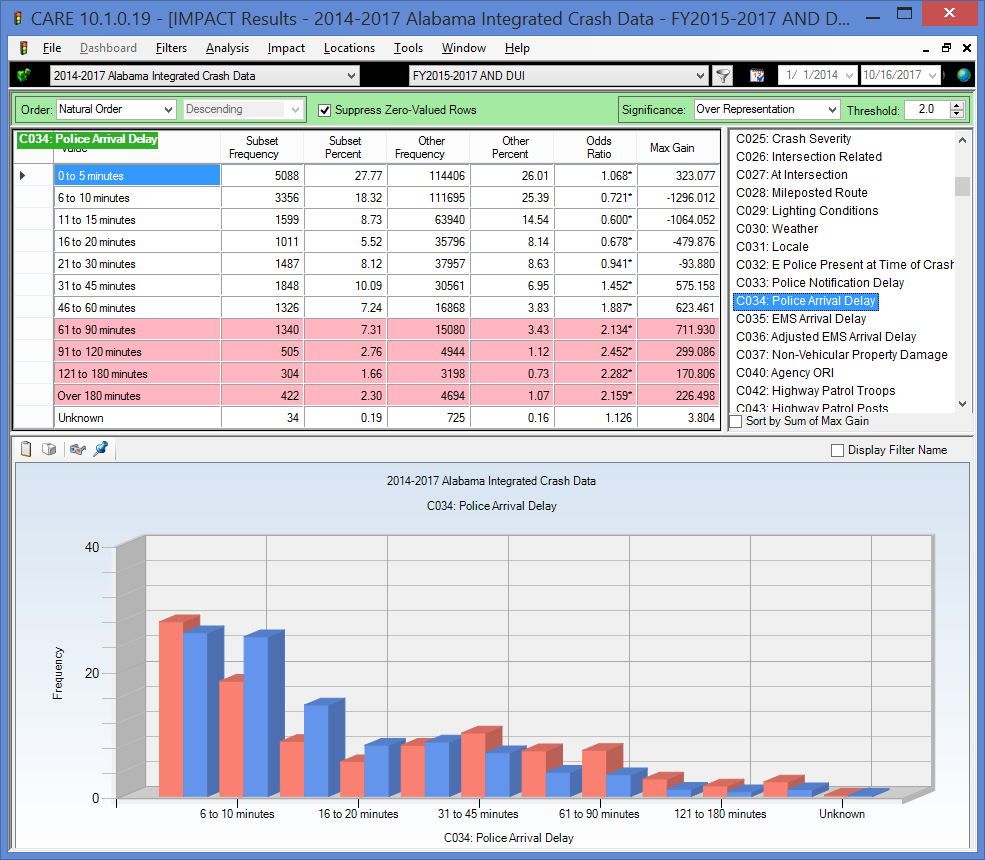 CARE 10.1.0.19 - [IMPACT Results - 2014-2017 Alabama Integrated Crash Data - FY2015-2017 AND D...
File Dashboard Filters Analysis Impact Locations Tools Window Help
2014-2017 Alabama Integrated Crash Data FY2015-2017 AND DUI 1/ 1/2014 10/16/2017
Order: Natural Order Descending Suppress Zero-Valued Rows Significance: Over Representation Threshold: 2.0
C034: Police Arrival Delay
Value Subset Frequency Subset Percent Other Frequency Other Percent Odds Ratio Max Gain
0 to 5 minutes 5088 27.77 114406 26.01 1.068* 323.077
6 to 10 minutes 3356 18.32 111695 25.39 0.721* -1296.012
11 to 15 minutes 1599 8.73 63940 14.54 0.600* -1064.052
16 to 20 minutes 1011 5.52 35796 8.14 0.678* -479.876
21 to 30 minutes 1487 8.12 37957 8.63 0.941* -93.880
31 to 45 minutes 1848 10.09 30561 6.95 1.452* 575.158
46 to 60 minutes 1326 7.24 16868 3.83 1.887* 623.461
61 to 90 minutes 1340 7.31 15080 3.43 2.134* 711.930
91 to 120 minutes 505 2.76 4944 1.12 2.452* 299.086
121 to 180 minutes 304 1.66 3198 0.73 2.282* 170.806
Over 180 minutes 422 2.30 4694 1.07 2.159* 226.498
Unknown 34 0.19 725 0.16 1.126 3.804
C025: Crash Severity
C026: Intersection Related
C027: At Intersection
C028: Mileposted Route
C029: Lighting Conditions
C030: Weather
C031: Locale
C032: E Police Present at Time of Crash
C033: Police Notification Delay
C034: Police Arrival Delay
C035: EMS Arrival Delay
C036: Adjusted EMS Arrival Delay
C037: Non-Vehicular Property Damage
C040: Agency ORI
C042: Highway Patrol Troops
C043: Highway Patrol Posts
Sort by Sum of Max Gain
Display Filter Name
2014-2017 Alabama Integrated Crash Data
C034: Police Arrival Delay
40
20
0
Frequency
6 to 10 minutes 16 to 20 minutes 31 to 45 minutes 61 to 90 minutes 121 to 180 minutes Unknown
C034: Police Arrival Delay